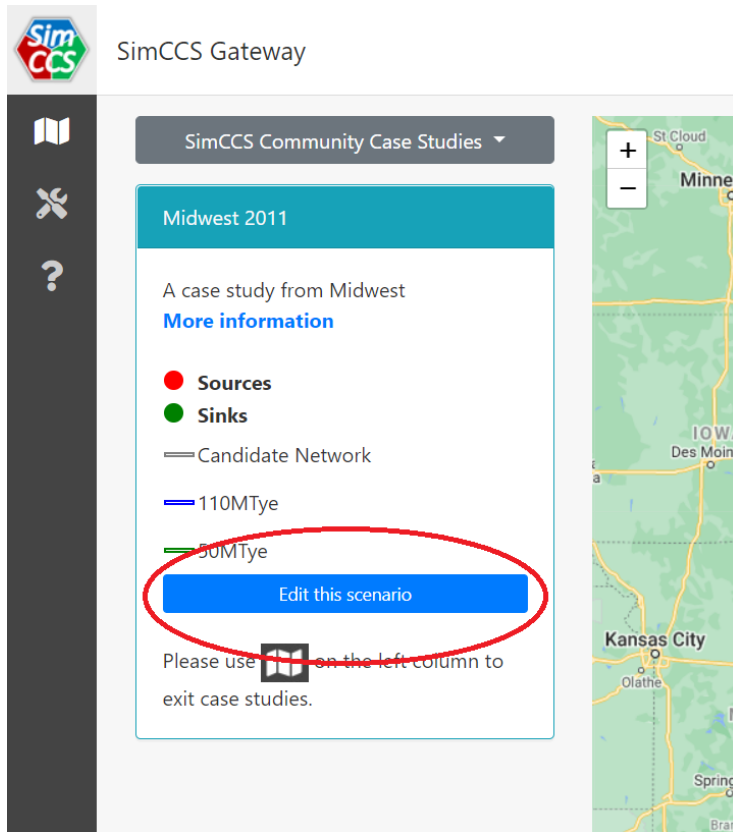 Sim
CCS
SimCCS Gateway
SimCCS Community Case Studies
Midwest 2011
A case study from Midwest
More information
Sources
Sinks
Candidate Network
110MTye
50MTye
Edit this scenario
Please use on the left column to
exit case studies.
+
−
St Cloud
Minne
IOW
Des Moin
a
Kansas City
Olathe
Spring
Bran